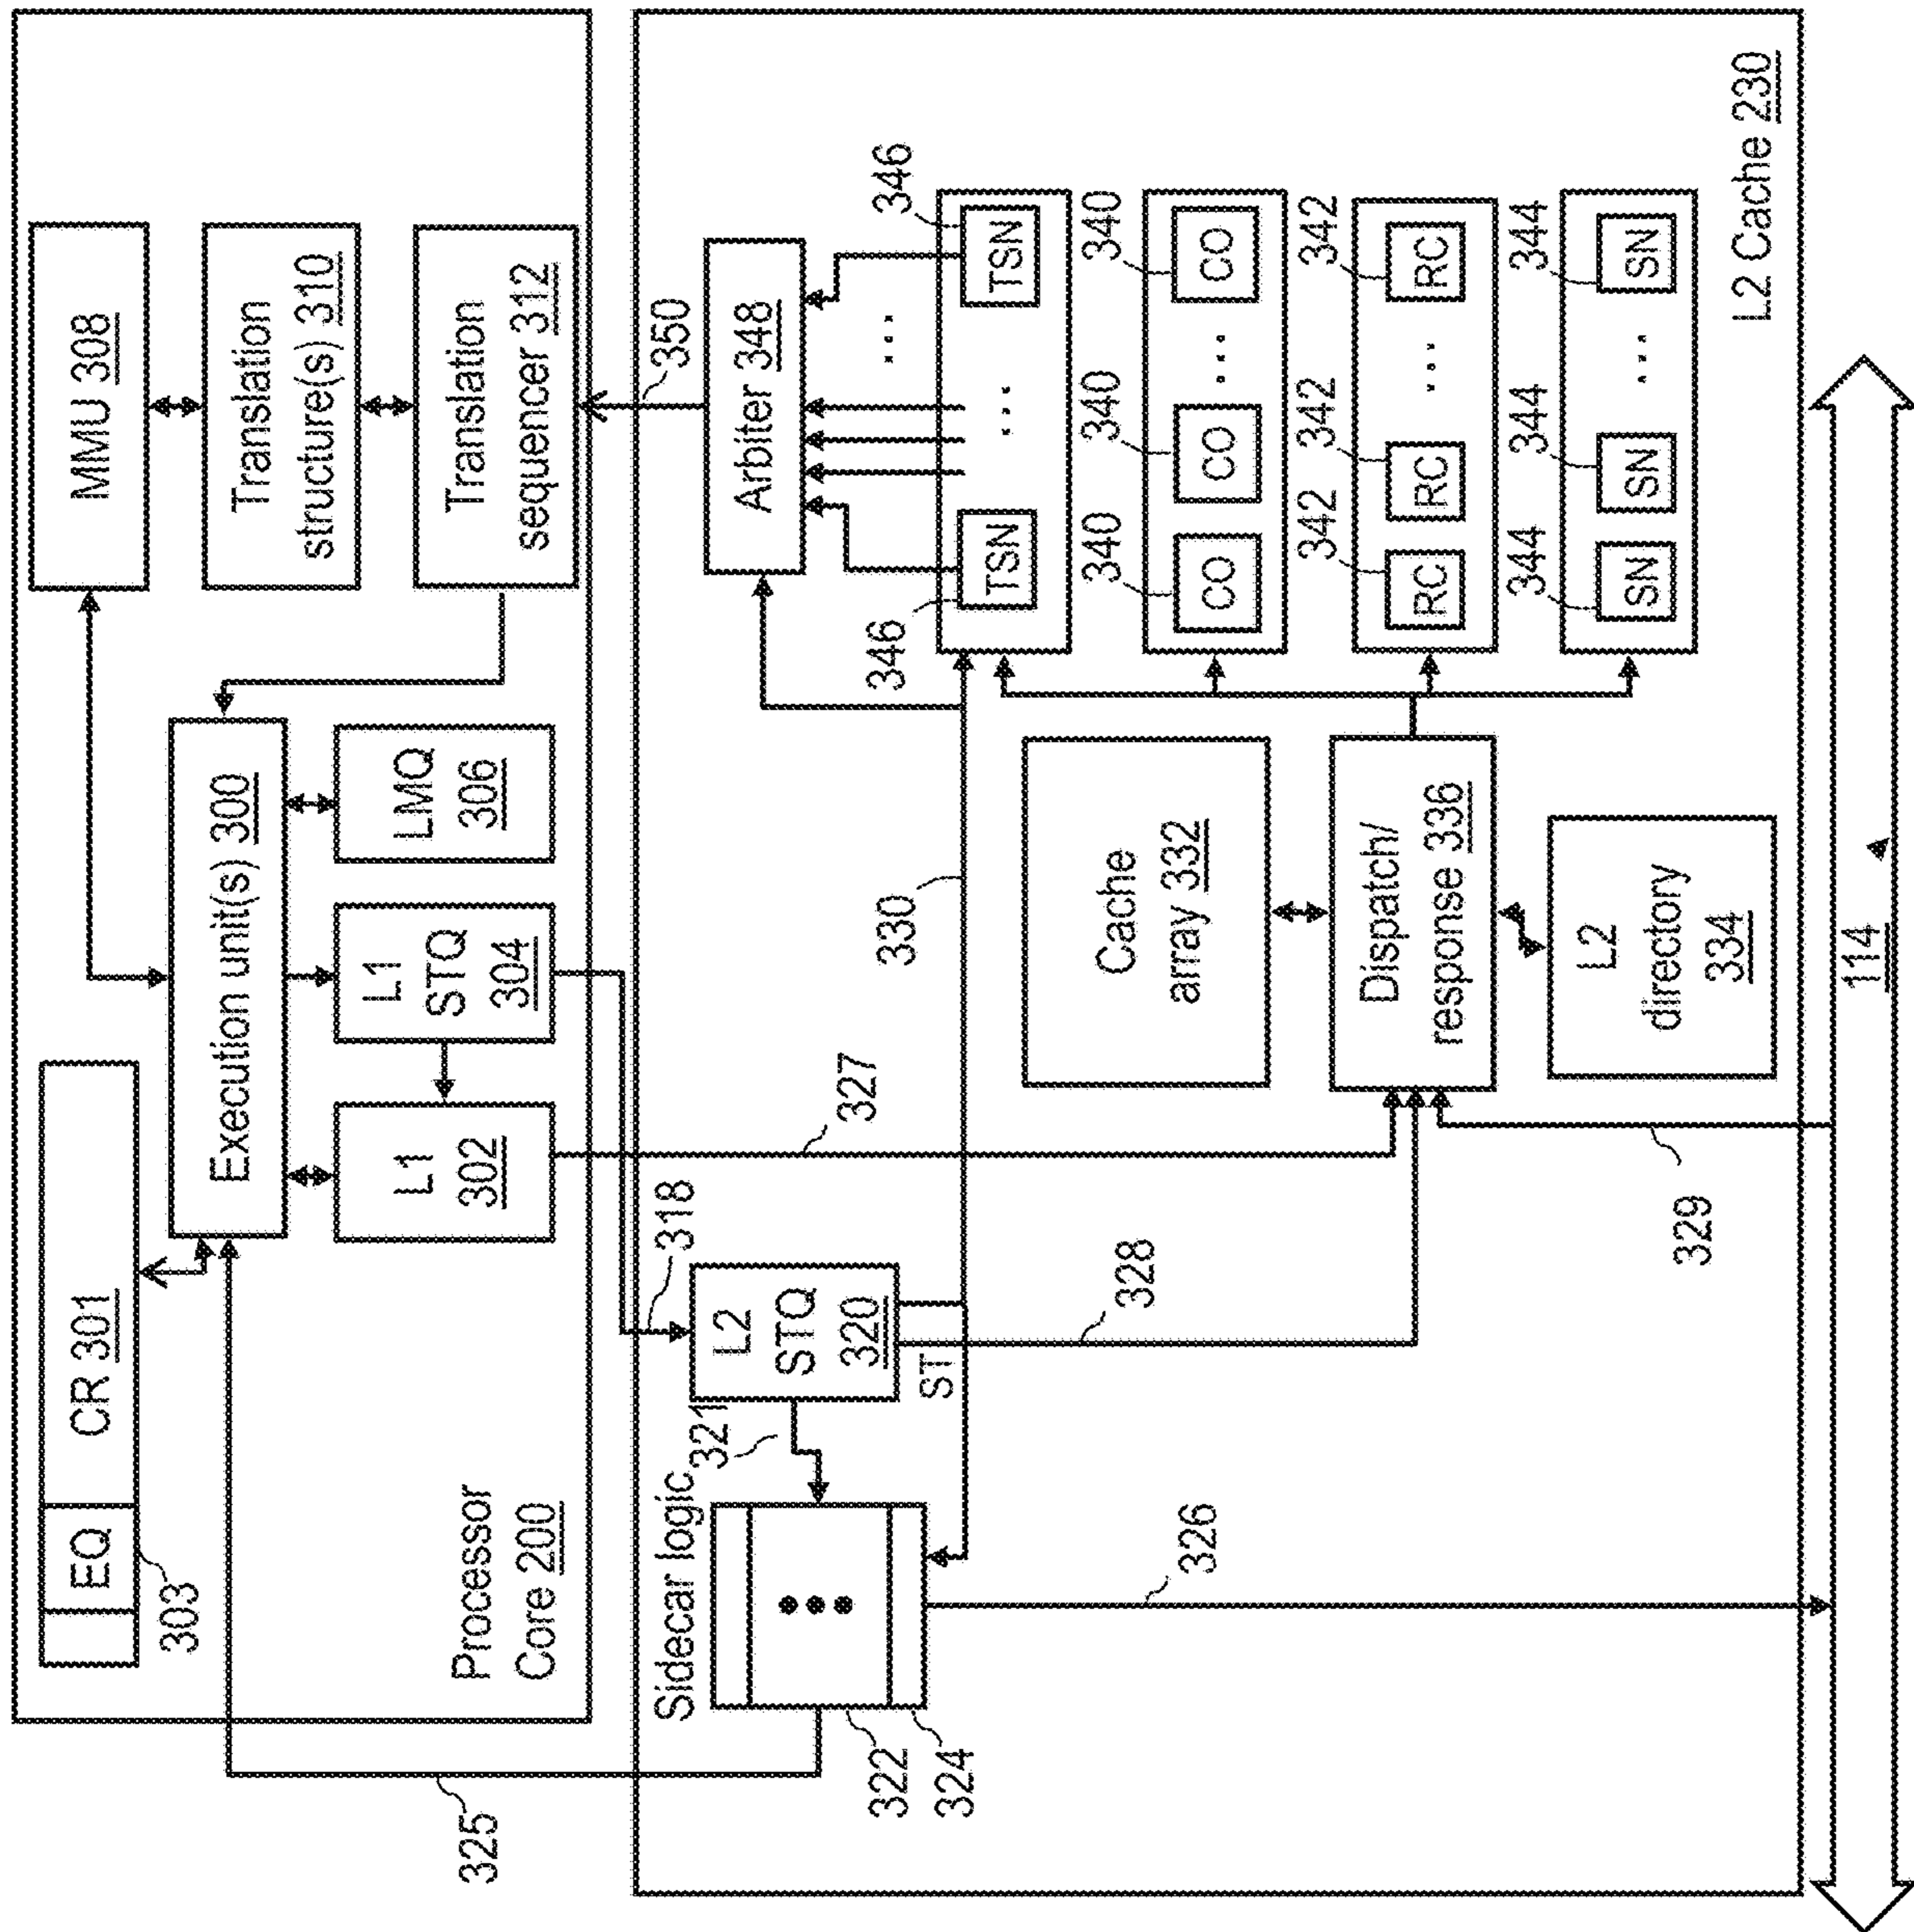 EQ
CR 301
303
Processor
Core 200
Execution unit(s) 300
L1
302
L1
STQ
304
LMQ
306
MMU 308
Translation
structure(s) 310
Translation
sequencer 312
325
318
327
350
Sidecar logic
322
324
321
L2
STQ
320
ST
326
328
330
329
Arbiter 348
...
346
346
TSN
...
TSN
340
340
340
CO
CO
...
CO
342
342
342
RC
RC
...
RC
344
344
344
SN
SN
...
SN
Cache
array 332
Dispatch/
response 336
L2
directory
334
L2 Cache 230
114